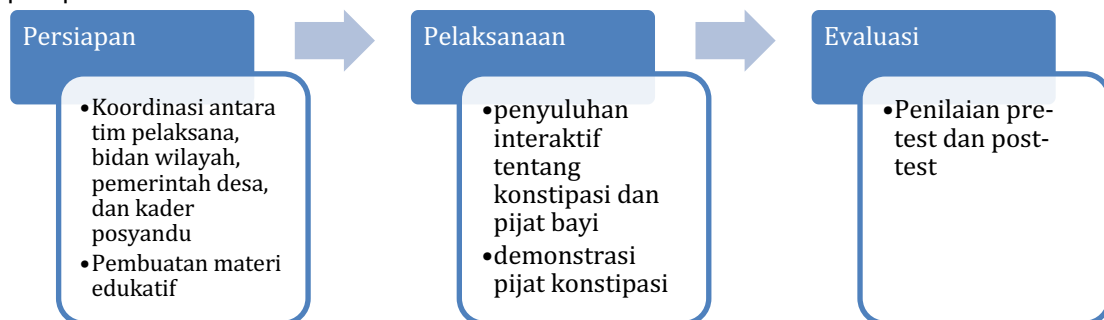 Persiapan
•Koordinasi antara
tim pelaksana,
bidan wilayah,
pemerintah desa,
dan kader
posyandu
•Pembuatan materi
edukatif
Pelaksanaan
•penyuluhan
interaktif
tentang
konstipasi dan
pijat bayi
•demonstrasi
pijat konstipasi
Evaluasi
•Penilaian pre-
test dan post-
test